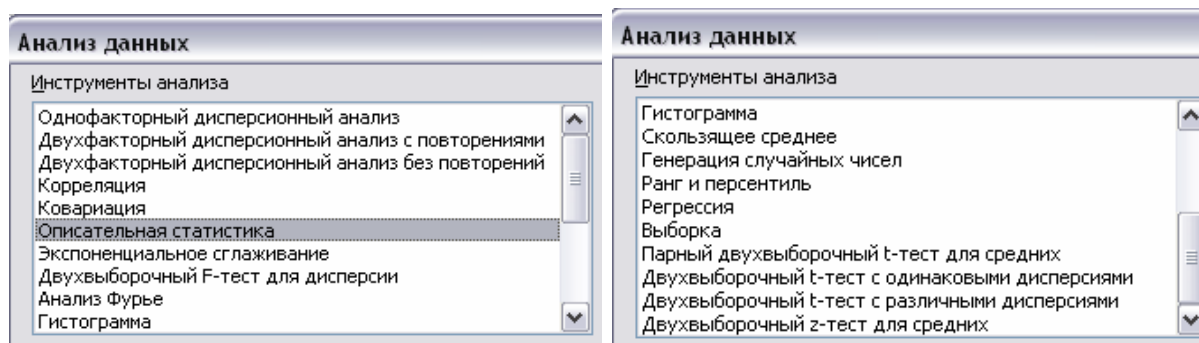 Анализ данных
Инструменты анализа
Однофакторный дисперсионный анализ
Двухфакторный дисперсионный анализ с повторениями
Двухфакторный дисперсионный анализ без повторений
Корреляция
Ковариация
Описательная статистика
Экспоненциальное сглаживание
Двухвыборочный F-тест для дисперсии
Анализ Фурье
Гистограмма
Анализ данных
Инструменты анализа
Гистограмма
Скользящее среднее
Генерация случайных чисел
Ранг и персентиль
Регрессия
Выборка
Парный двухвыборочный t-тест для средних
Двухвыборочный t-тест с одинаковыми дисперсиями
Двухвыборочный t-тест с различными дисперсиями
Двухвыборочный z-тест для средних